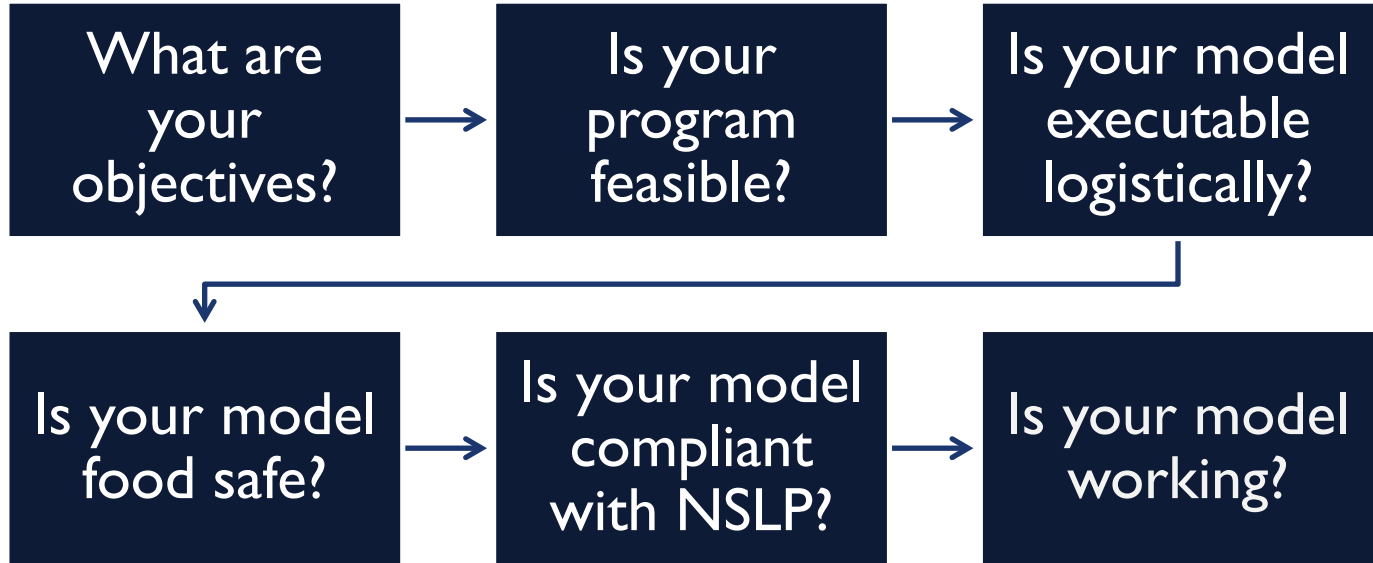 What are
your
objectives?
Is your
program
feasible?
Is your model
executable
logistically?
Is your model
food safe?
Is your model
compliant
with NSLP?
Is your model
working?